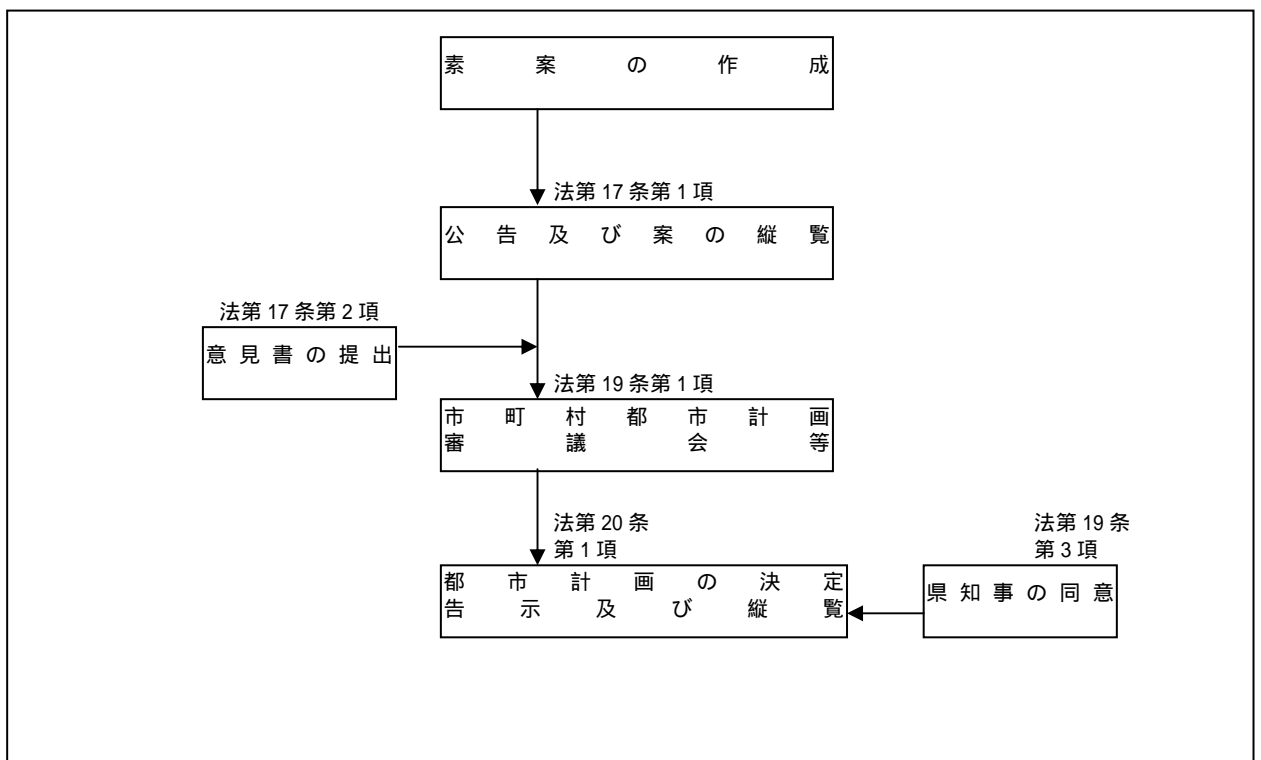 素案の作成
法第17条第1項
公告及び案の縦覧
法第17条第2項
意見書の提出
法第19条第1項
市町村都市計画
審議会等
法第20条
第1項
都市計画の決定
告示及び縦覧
法第19条
第3項
県知事の同意